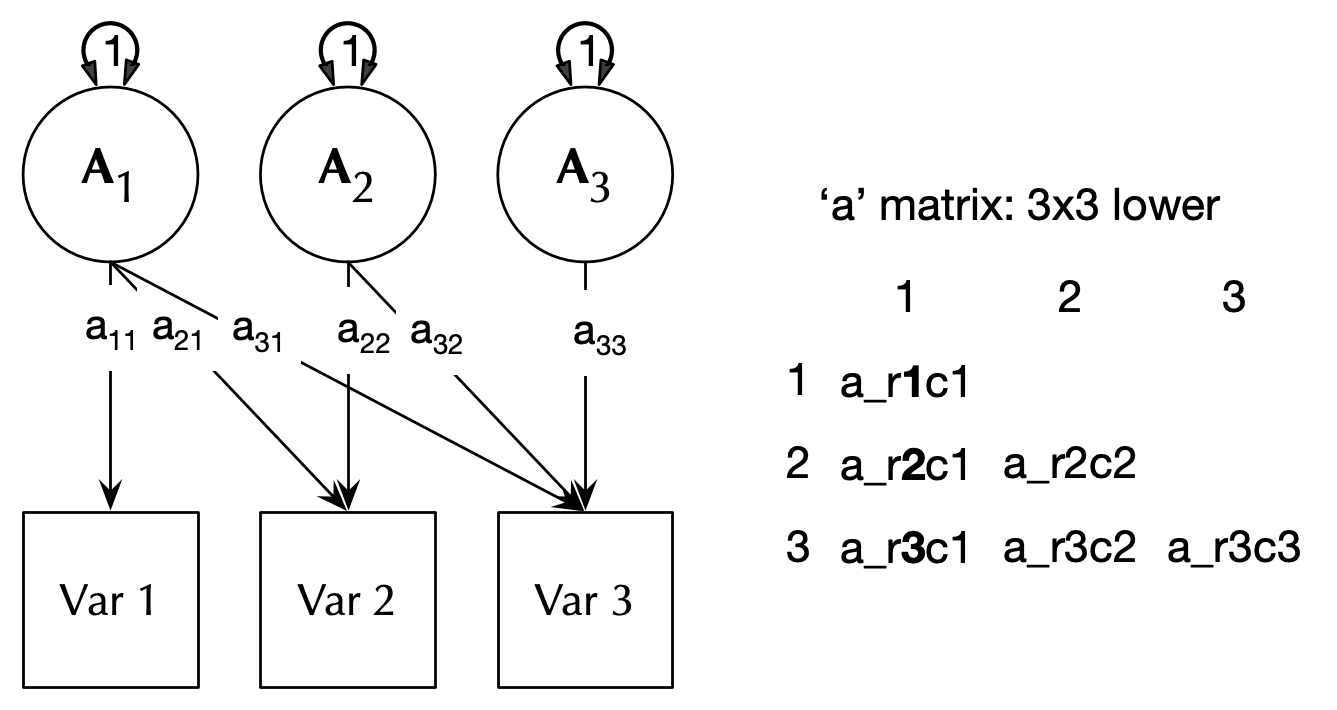 1 1 1
A₁ A₂ A₃
a₁₁ a₂₁ a₃₁ a₂₂ a₃₂ a₃₃
Var 1 Var 2 Var 3
‘a’ matrix: 3x3 lower
1 2 3
1 a_r1c1
2 a_r2c1 a_r2c2
3 a_r3c1 a_r3c2 a_r3c3